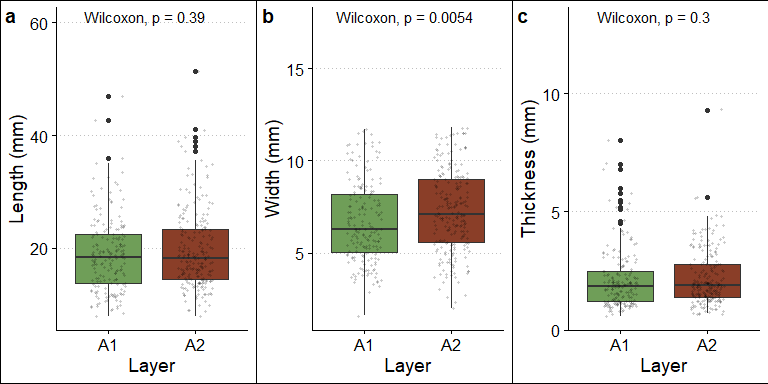 a
Wilcoxon, p = 0.39
60
40
20
Length (mm)
A1 A2
Layer
b
Wilcoxon, p = 0.0054
15
10
5
Width (mm)
A1 A2
Layer
c
Wilcoxon, p = 0.3
10
5
0
Thickness (mm)
A1 A2
Layer